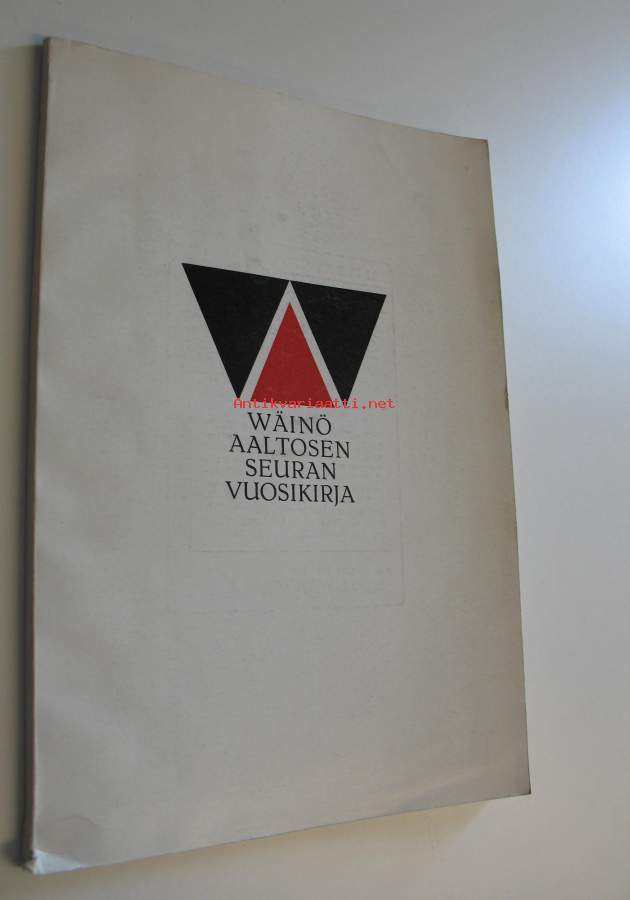 Antikvariaatti.net
WÄINÖ
AALTOSEN
SEURAN
VUOSIKIRJA